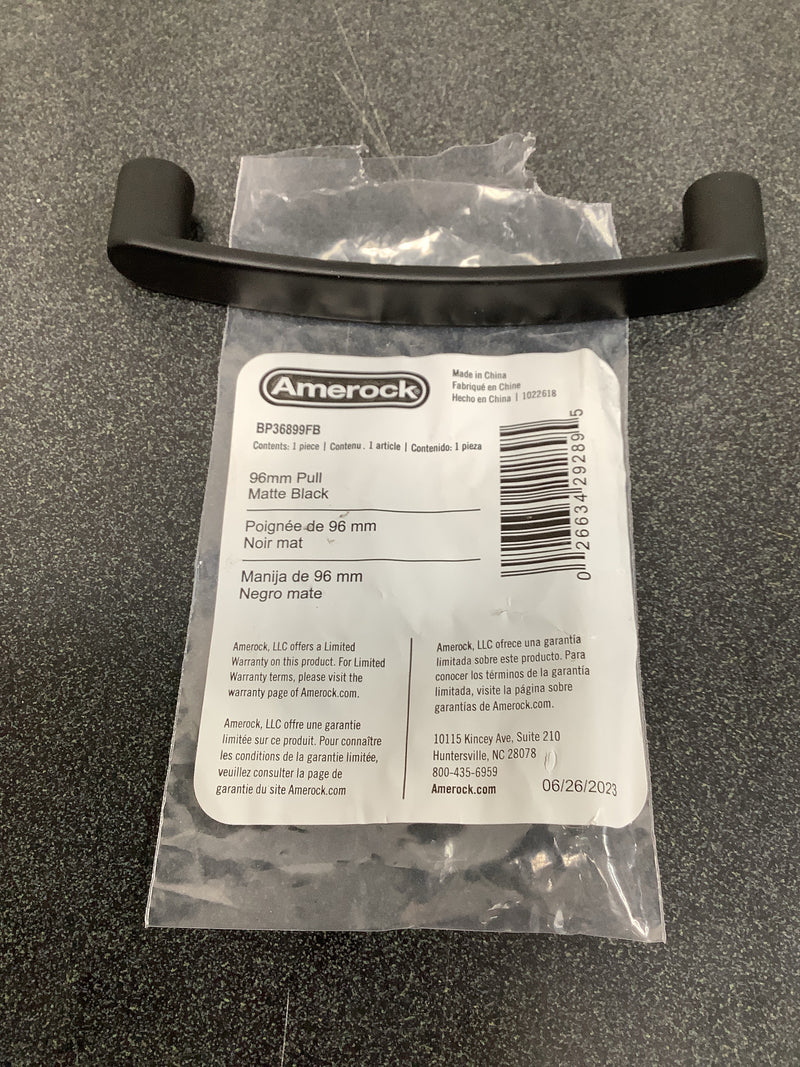 Amerock®
Made in China
Fabriqué en Chine
Hecho en China | 1022618
BP36899FB
Contents: 1 piece | Contenu. 1 article | Contenido: 1 pieza
96mm Pull
Matte Black
Poignée de 96 mm
Noir mat
Manija de 96 mm
Negro mate
0 26634 29289 5
Amerock, LLC offers a Limited
Warranty on this product. For Limited
Warranty terms, please visit the
warranty page of Amerock.com.
Amerock, LLC offre une garantie
limitée sur ce produit. Pour connaître
les conditions de la garantie limitée,
veuillez consulter la page de
garantie du site Amerock.com
Amerock, LLC ofrece una garantía
limitada sobre este producto. Para
conocer los términos de la garantía
limitada, visite la página sobre
garantías de Amerock.com.
10115 Kincey Ave, Suite 210
Huntersville, NC 28078
800-435-6959
Amerock.com
06/26/2023